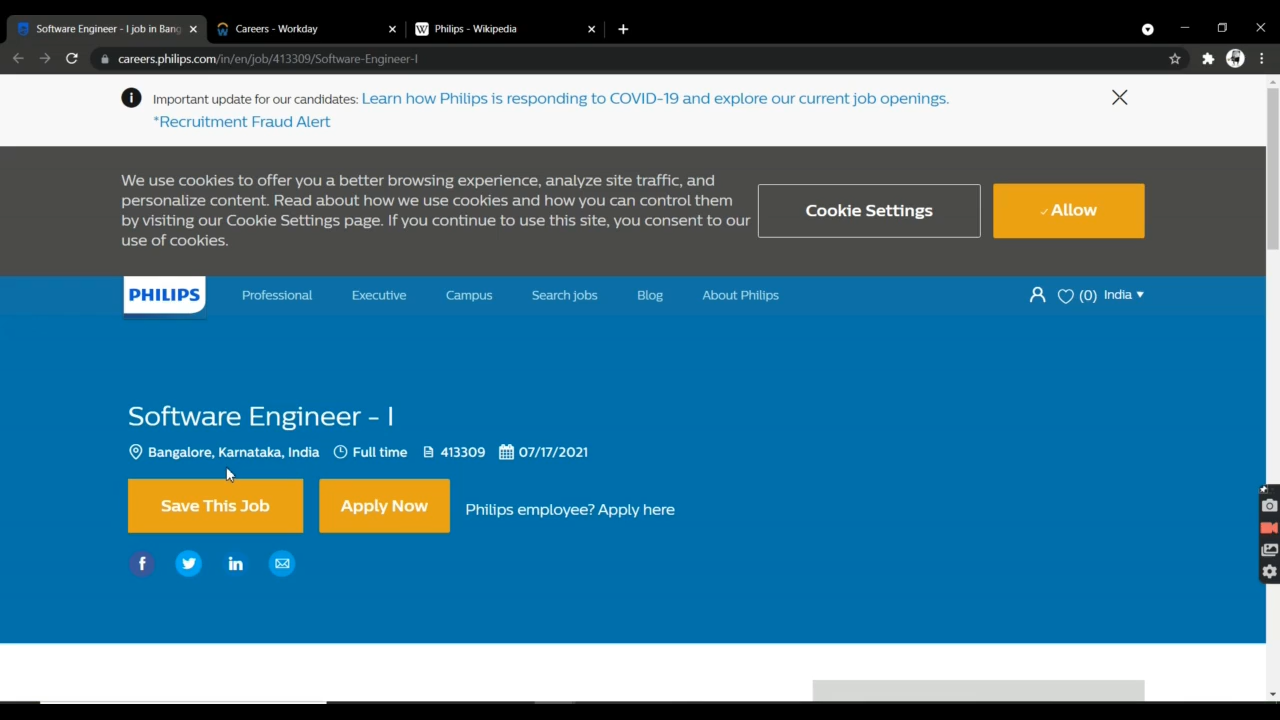 Software Engineer - I job in Bang
Careers - Workday
Philips - Wikipedia
careers.philips.com/in/en/job/413309/Software-Engineer-I
Important update for our candidates: Learn how Philips is responding to COVID-19 and explore our current job openings.
*Recruitment Fraud Alert
We use cookies to offer you a better browsing experience, analyze site traffic, and
personalize content. Read about how we use cookies and how you can control them
by visiting our Cookie Settings page. If you continue to use this site, you consent to our
use of cookies.
Cookie Settings
Allow
PHILIPS
Professional
Executive
Campus
Search jobs
Blog
About Philips
(0)
India
Software Engineer - I
Bangalore, Karnataka, India
Full time
413309
07/17/2021
Save This Job
Apply Now
Philips employee? Apply here